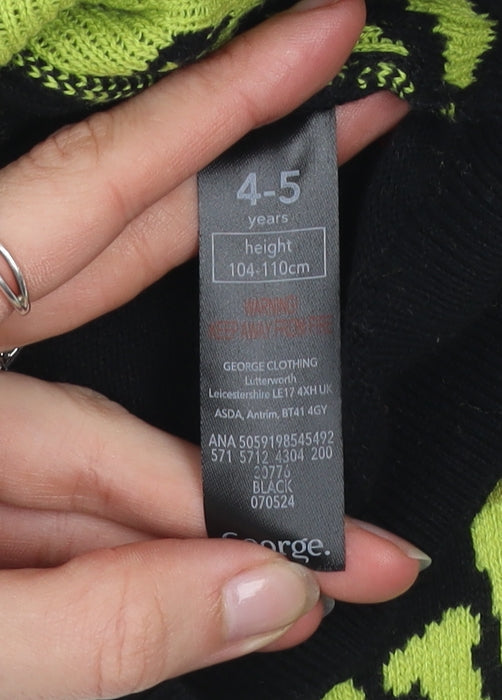 4-5
years
height
104-110cm
WARNING!
KEEP AWAY FROM FIRE
GEORGE CLOTHING
Lutterworth
Leicestershire LE17 4XH UK
ASDA, Antrim, BT41 4GY
ANA 5059198545492
571 5712 4304 200
20776
BLACK
070524
George.